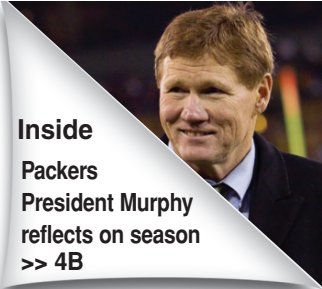 Inside
Packers
President Murphy
reflects on season
>> 4B